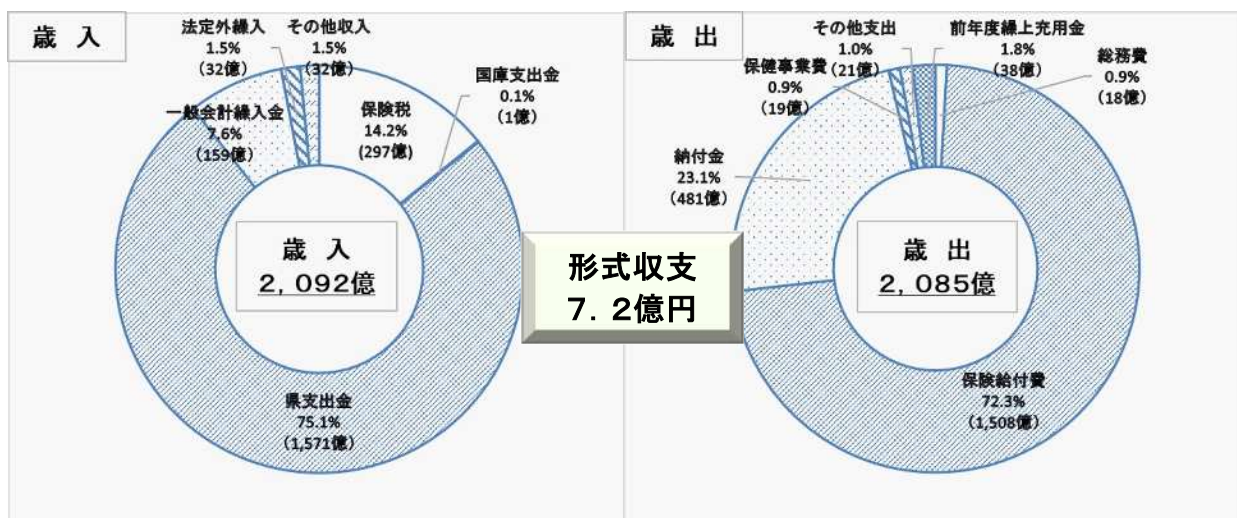 歳 入
法定外繰入
1.5%
(32億)
その他収入
1.5%
(32億)
国庫支出金
0.1%
(1億)
保険税
14.2%
(297億)
一般会計繰入金
7.6%
(159億)
歳 入
2,092億
県支出金
75.1%
(1,571億)
形式収支
7.2億円
歳 出
その他支出
1.0%
(21億)
前年度繰上充用金
1.8%
(38億)
総務費
0.9%
(18億)
保健事業費
0.9%
(19億)
納付金
23.1%
(481億)
歳 出
2,085億
保険給付費
72.3%
(1,508億)